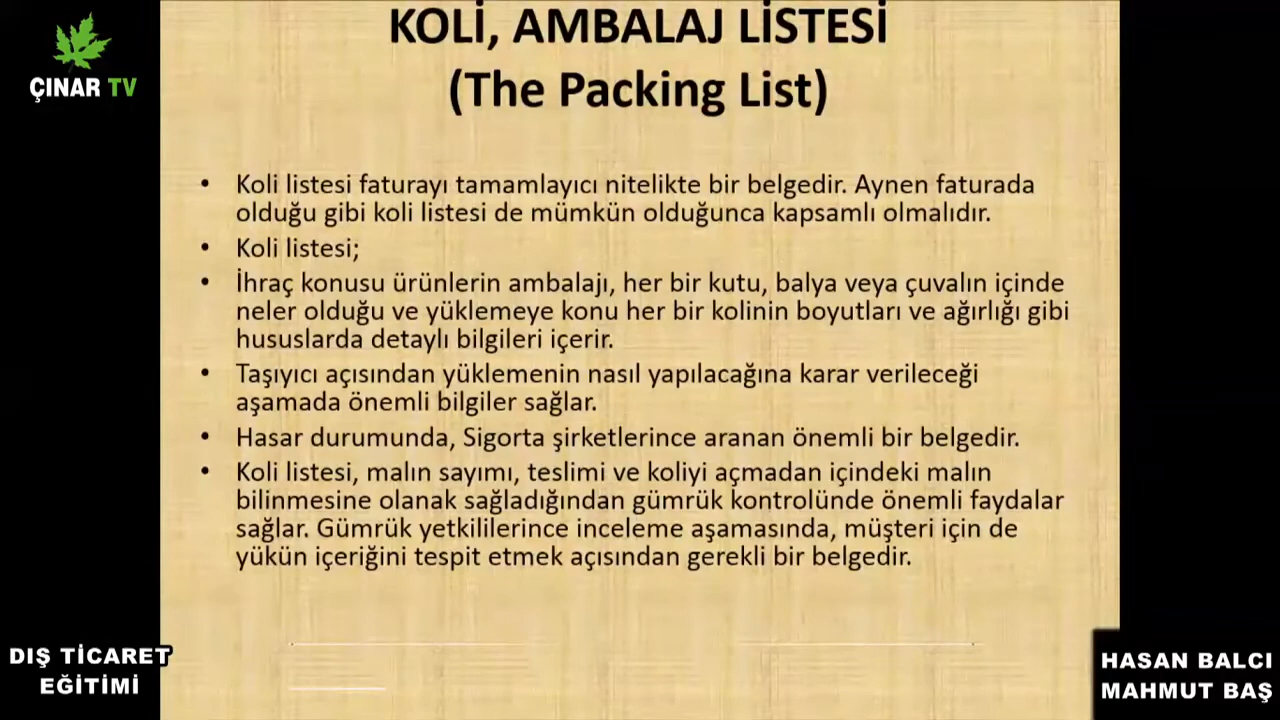 KOLİ, AMBALAJ LİSTESİ
(The Packing List)
ÇINAR TV
• Koli listesi faturayı tamamlayıcı nitelikte bir belgedir. Aynen faturada
olduğu gibi koli listesi de mümkün olduğunca kapsamlı olmalıdır.
• Koli listesi;
• İhraç konusu ürünlerin ambalajı, her bir kutu, balya veya çuvalın içinde
neler olduğu ve yüklemeye konu her bir kolinin boyutları ve ağırlığı gibi
hususlarda detaylı bilgileri içerir.
• Taşıyıcı açısından yüklemenin nasıl yapılacağına karar verileceği
aşamada önemli bilgiler sağlar.
• Hasar durumunda, Sigorta şirketlerince aranan önemli bir belgedir.
• Koli listesi, malın sayımı, teslimi ve koliyi açmadan içindeki malın
bilinmesine olanak sağladığından gümrük kontrolünde önemli faydalar
sağlar. Gümrük yetkililerince inceleme aşamasında, müşteri için de
yükün içeriğini tespit etmek açısından gerekli bir belgedir.
DIŞ TİCARET
EĞİTİMİ
HASAN BALCI
MAHMUT BAŞ